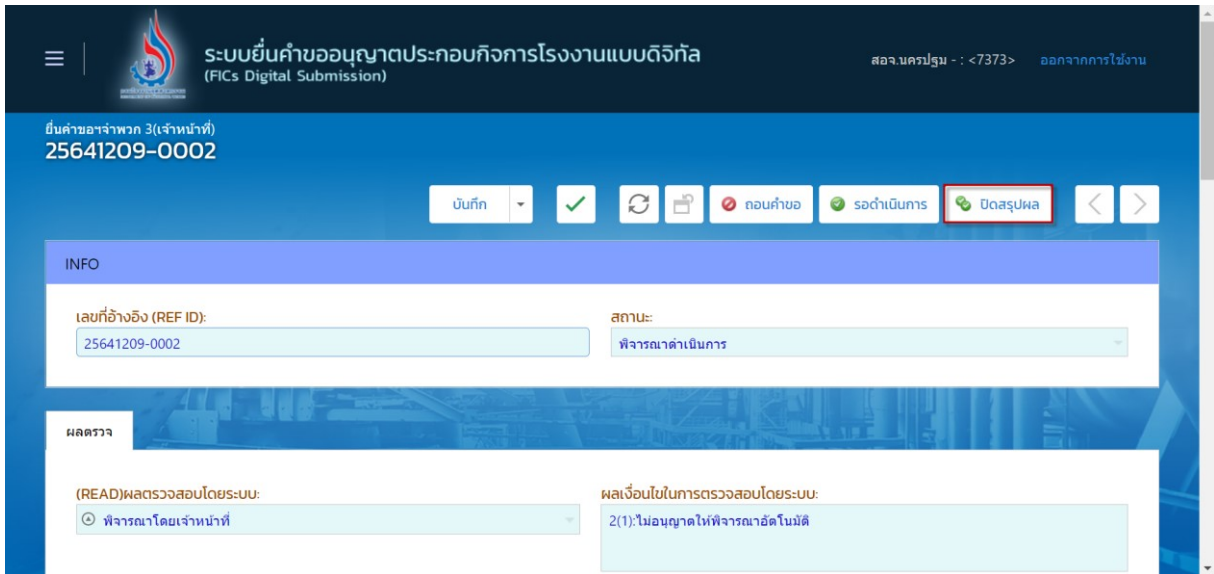 ระบบยื่นคำขออนุญาตประกอบกิจการโรงงานแบบดิจิทัล
(FICs Digital Submission)
สอจ.นครปฐม - : <7373>
ออกจากการใช้งาน
ยื่นคำขอฯจำพวก 3(เจ้าหน้าที่)
25641209-0002
บันทึก
ถอนคำขอ
รอดำเนินการ
ปิดสรุปผล
INFO
เลขที่อ้างอิง (REF ID):
สถานะ:
25641209-0002
พิจารณาดำเนินการ
ผลตรวจ
(READ)ผลตรวจสอบโดยระบบ:
ผลเงื่อนไขในการตรวจสอบโดยระบบ:
พิจารณาโดยเจ้าหน้าที่
2(1):ไม่อนุญาตให้พิจารณาอัตโนมัติ